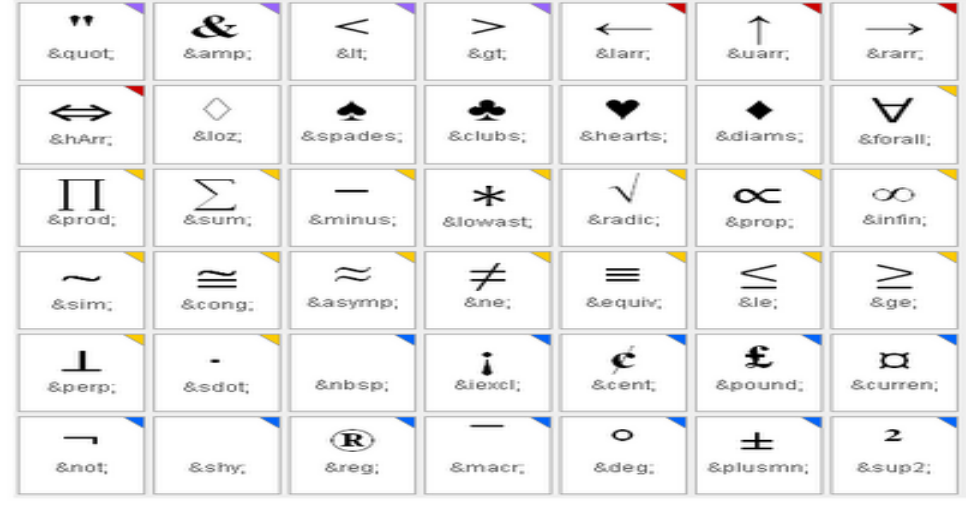 " & < > ← ↑ →
&quot; &amp; &lt; &gt; &larr; &uarr; &rarr;
⇔ ◊ ♠ ♣ ♥ ♦ ∀
&hArr; &loz; &spades; &clubs; &hearts; &diams; &forall;
∏ ∑ − ∗ √ ∝ ∞
&prod; &sum; &minus; &lowast; &radic; &prop; &infin;
∼ ≅ ≈ ≠ ≡ ≤ ≥
&sim; &cong; &asymp; &ne; &equiv; &le; &ge;
⊥ ⋅ ¡ ¢ £ ¤
&perp; &sdot; &nbsp; &iexcl; &cent; &pound; &curren;
¬ ® ¯ ° ± ²
&not; &shy; &reg; &macr; &deg; &plusmn; &sup2;